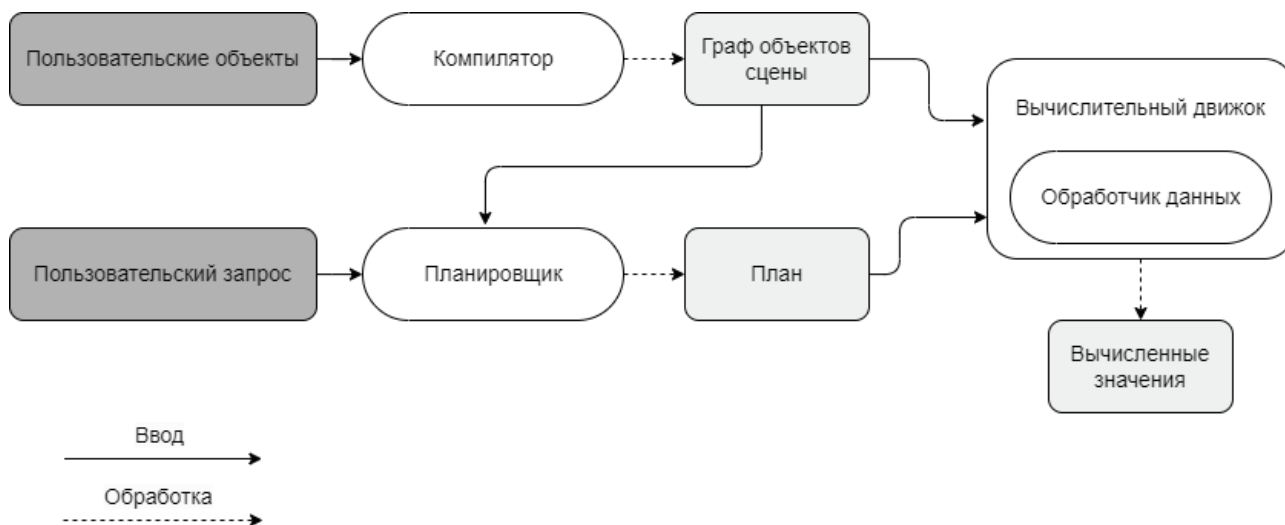 Пользовательские объекты
Компилятор
Граф объектов
сцены
Вычислительный движок
Обработчик данных
Пользовательский запрос
Планировщик
План
Вычисленные
значения
Ввод
Обработка